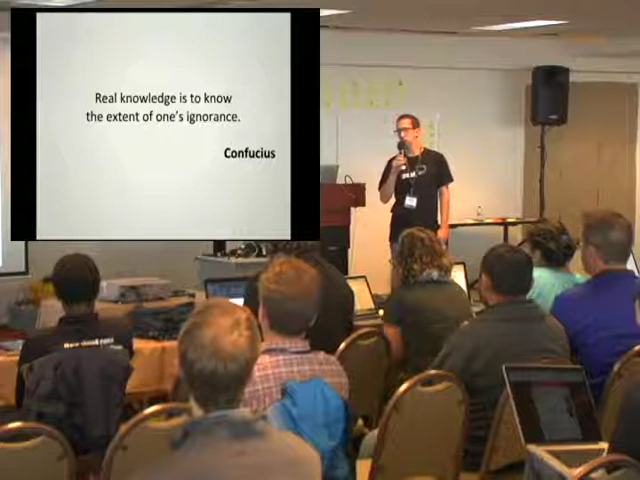 Real knowledge is to know
the extent of one's ignorance.
Confucius